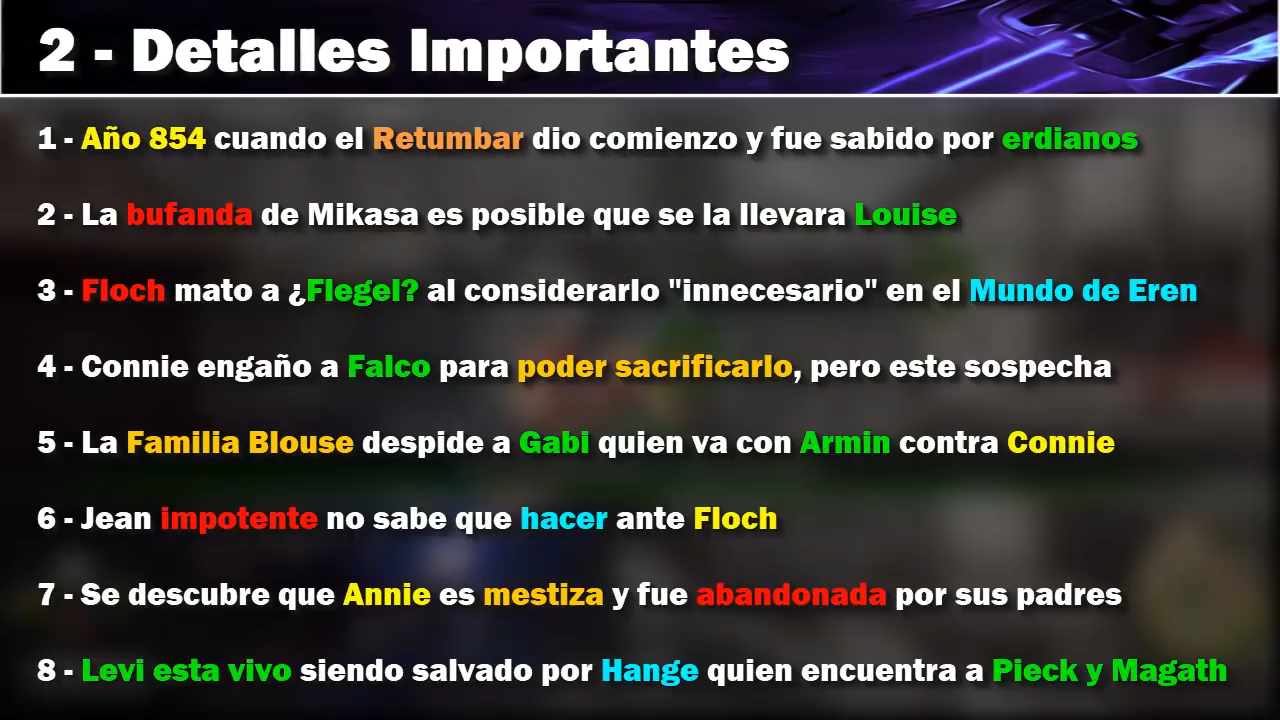 2 - Detalles Importantes
1 - Año 854 cuando el Retumbar dio comienzo y fue sabido por erdianos
2 - La bufanda de Mikasa es posible que se la llevara Louise
3 - Floch mato a ¿Flegel? al considerarlo "innecesario" en el Mundo de Eren
4 - Connie engaño a Falco para poder sacrificarlo, pero este sospecha
5 - La Familia Blouse despide a Gabi quien va con Armin contra Connie
6 - Jean impotente no sabe que hacer ante Floch
7 - Se descubre que Annie es mestiza y fue abandonada por sus padres
8 - Levi esta vivo siendo salvado por Hange quien encuentra a Pieck y Magath